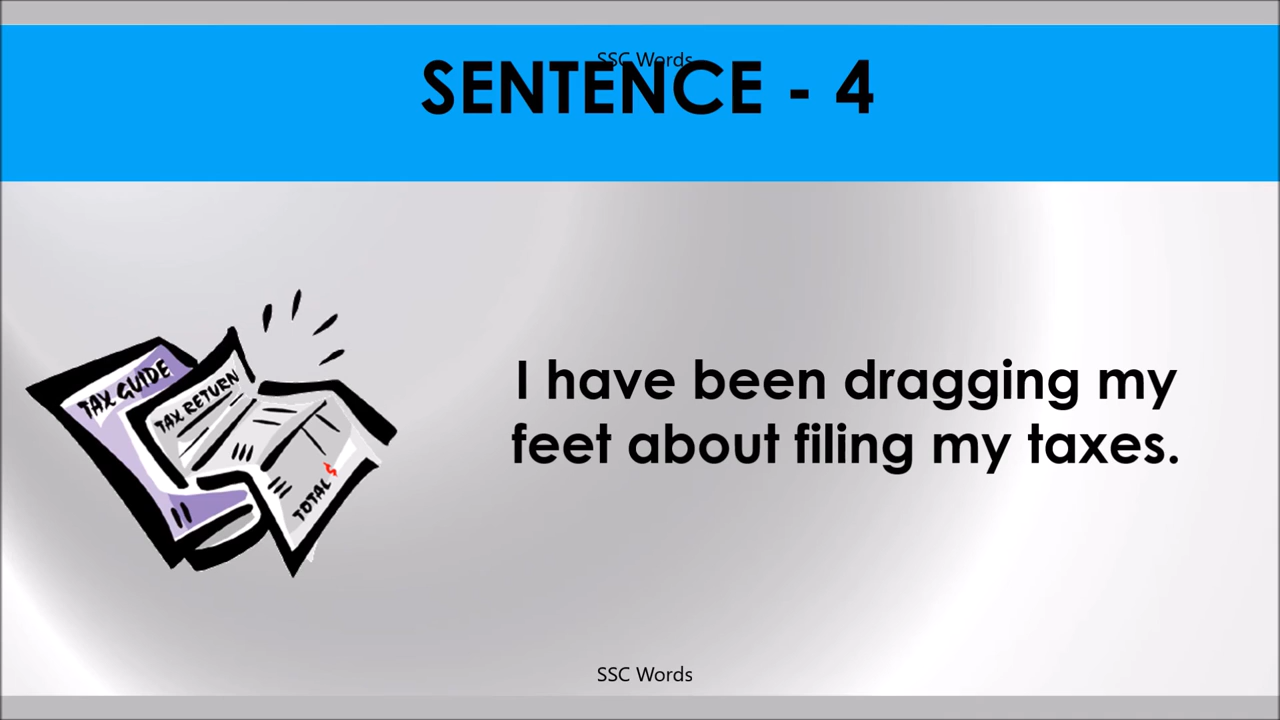 SSC Words
SENTENCE - 4
TAX GUIDE
TAX RETURN
TOTAL $
I have been dragging my
feet about filing my taxes.
SSC Words